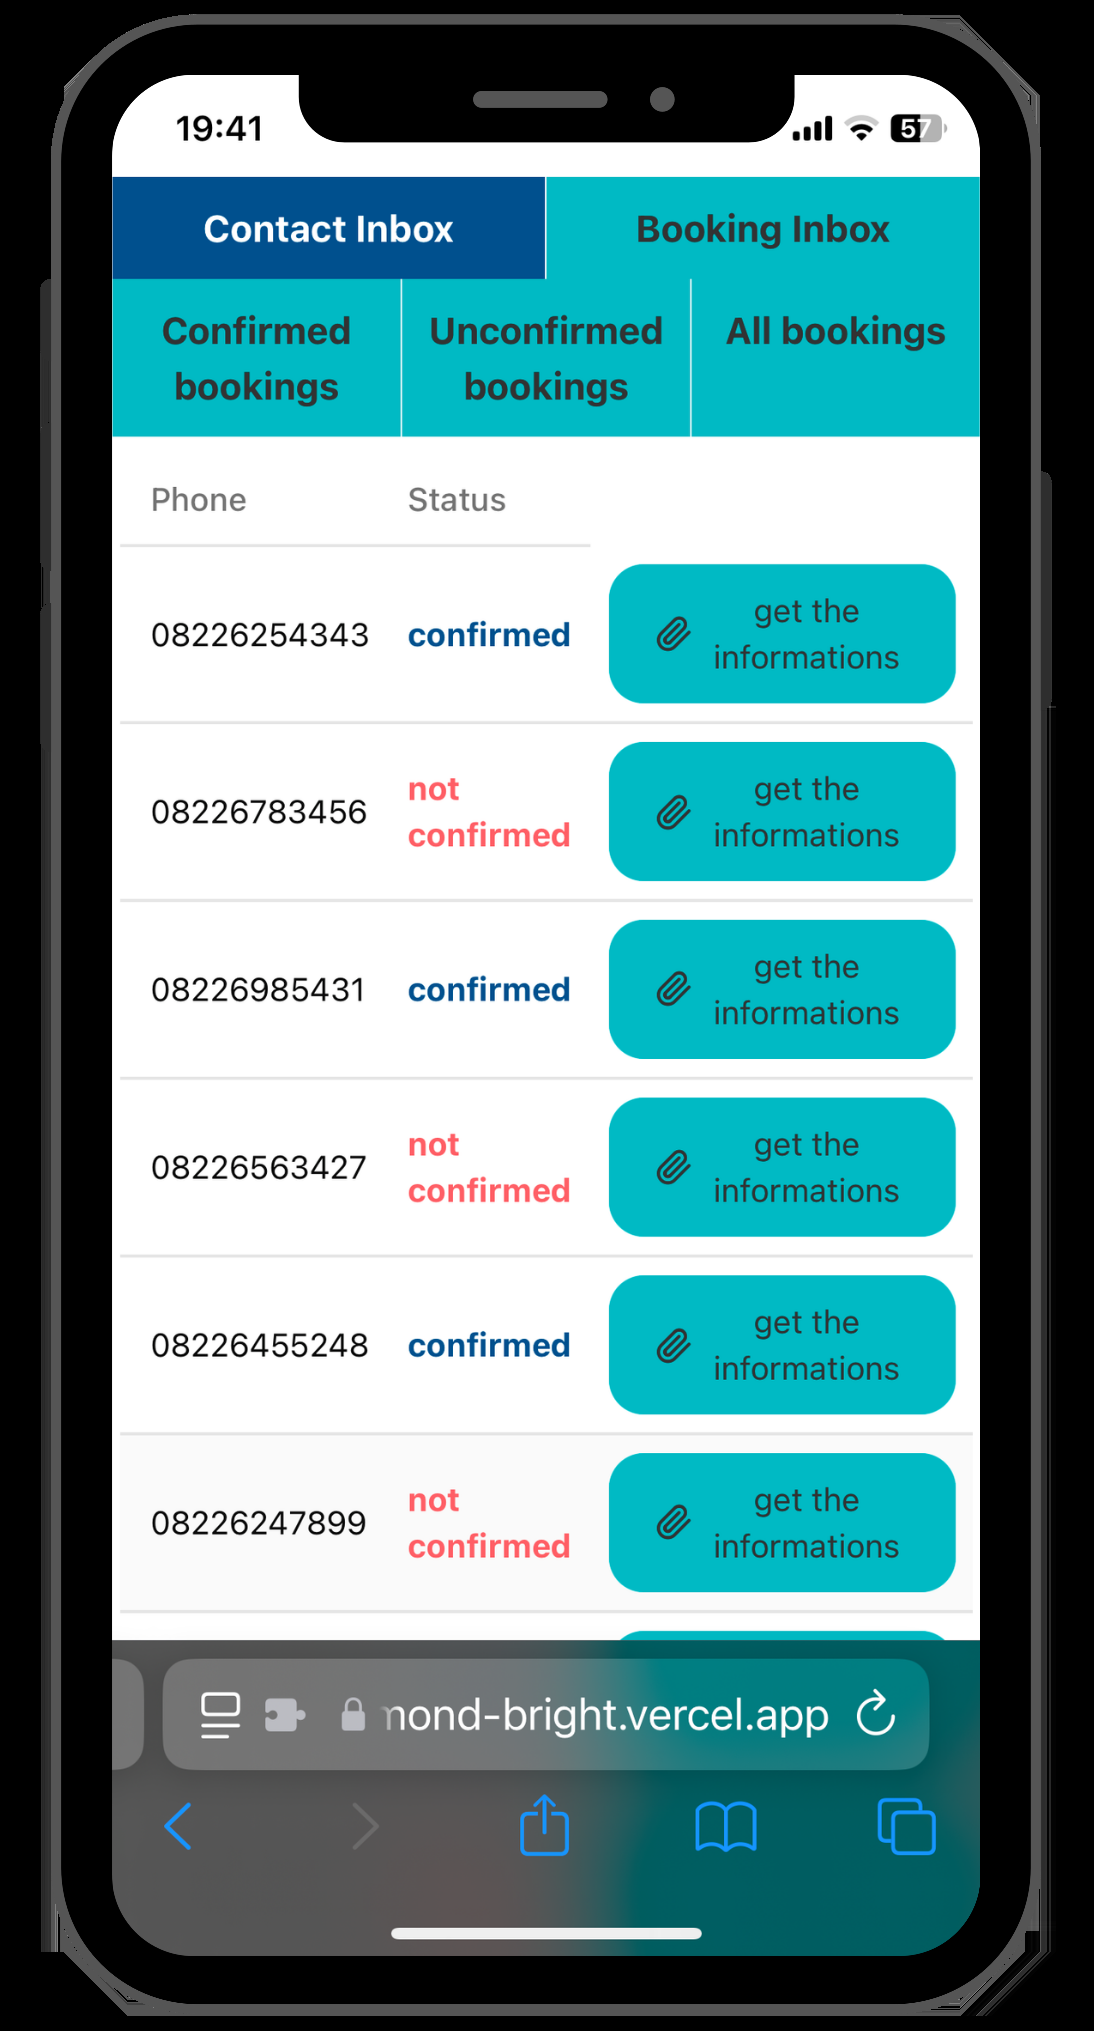 19:41
57
Contact Inbox
Booking Inbox
Confirmed
bookings
Unconfirmed
bookings
All bookings
Phone
Status
08226254343
confirmed
get the
informations
08226783456
not
confirmed
get the
informations
08226985431
confirmed
get the
informations
08226563427
not
confirmed
get the
informations
08226455248
confirmed
get the
informations
08226247899
not
confirmed
get the
informations
mond-bright.vercel.app